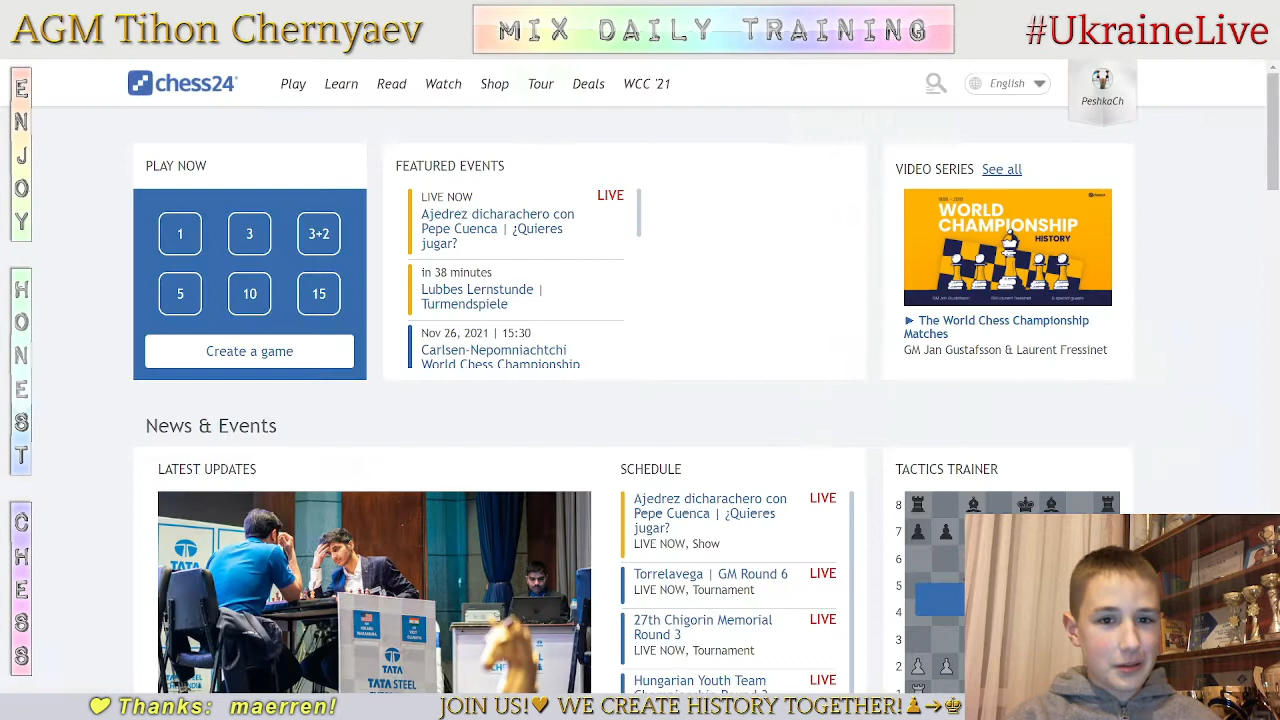 AGM Tihon Chernyaev
MIX DAILY TRAINING
#UkraineLive
ENJOY
HONEST
CHESS
chess24
Play
Learn
Read
Watch
Shop
Tour
Deals
WCC '21
English
PeshkaCh
PLAY NOW
1
3
3+2
5
10
15
Create a game
FEATURED EVENTS
LIVE NOW
LIVE
Ajedrez dicharachero con
Pepe Cuenca | ¿Quieres
jugar?
in 38 minutes
Lubbes Lernstunde |
Turmendspiele
Nov 26, 2021 | 15:30
Carlsen-Nepomniachtchi
World Chess Championship
VIDEO SERIES
See all
WORLD
CHAMPIONSHIP
HISTORY
► The World Chess Championship
Matches
GM Jan Gustafsson & Laurent Fressinet
News & Events
LATEST UPDATES
TATA
TATA
TATA STEEL
SCHEDULE
Ajedrez dicharachero con
Pepe Cuenca | ¿Quieres
jugar?
LIVE
LIVE NOW, Show
Torrelavega | GM Round 6
LIVE
LIVE NOW, Tournament
27th Chigorin Memorial
Round 3
LIVE
LIVE NOW, Tournament
Hungarian Youth Team
LIVE
TACTICS TRAINER
8
7
6
5
4
3
2
1
Thanks: maerren!
JOIN US! WE CREATE HISTORY TOGETHER!